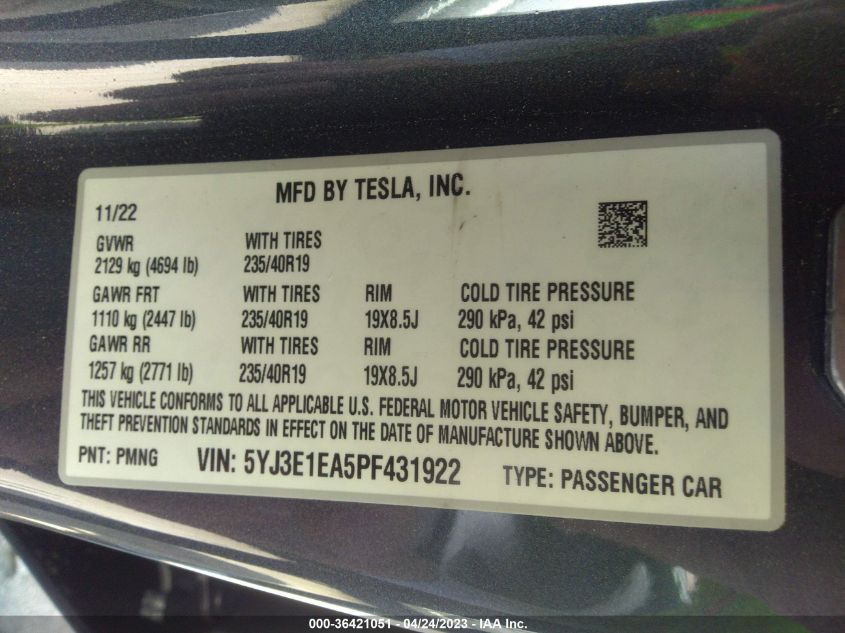 MFD BY TESLA, INC.
11/22
GVWR WITH TIRES
2129 kg (4694 lb) 235/40R19
GAWR FRT WITH TIRES RIM COLD TIRE PRESSURE
1110 kg (2447 lb) 235/40R19 19X8.5J 290 kPa, 42 psi
GAWR RR WITH TIRES RIM COLD TIRE PRESSURE
1257 kg (2771 lb) 235/40R19 19X8.5J 290 kPa, 42 psi
THIS VEHICLE CONFORMS TO ALL APPLICABLE U.S. FEDERAL MOTOR VEHICLE SAFETY, BUMPER, AND
THEFT PREVENTION STANDARDS IN EFFECT ON THE DATE OF MANUFACTURE SHOWN ABOVE.
PNT: PMNG VIN: 5YJ3E1EA5PF431922 TYPE: PASSENGER CAR
000-36421051 - 04/24/2023 - IAA Inc.